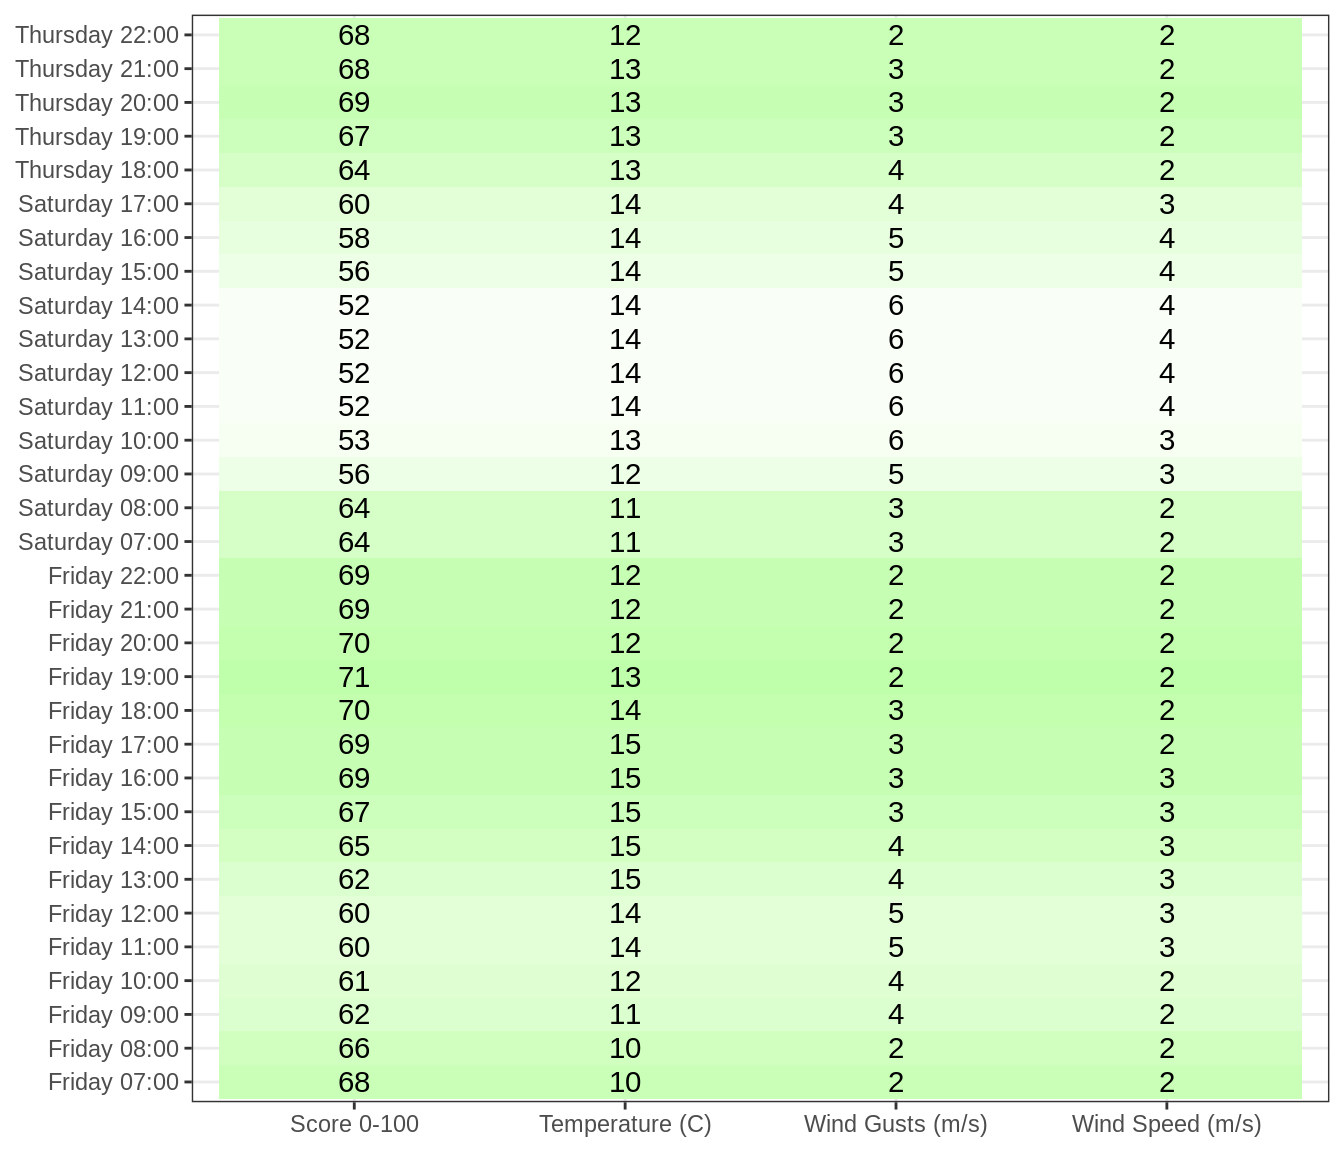 Thursday 22:00 68 12 2 2
Thursday 21:00 68 13 3 2
Thursday 20:00 69 13 3 2
Thursday 19:00 67 13 3 2
Thursday 18:00 64 13 4 2
Saturday 17:00 60 14 4 3
Saturday 16:00 58 14 5 4
Saturday 15:00 56 14 5 4
Saturday 14:00 52 14 6 4
Saturday 13:00 52 14 6 4
Saturday 12:00 52 14 6 4
Saturday 11:00 52 14 6 4
Saturday 10:00 53 13 6 3
Saturday 09:00 56 12 5 3
Saturday 08:00 64 11 3 2
Saturday 07:00 64 11 3 2
Friday 22:00 69 12 2 2
Friday 21:00 69 12 2 2
Friday 20:00 70 12 2 2
Friday 19:00 71 13 2 2
Friday 18:00 70 14 3 2
Friday 17:00 69 15 3 2
Friday 16:00 69 15 3 3
Friday 15:00 67 15 3 3
Friday 14:00 65 15 4 3
Friday 13:00 62 15 4 3
Friday 12:00 60 14 5 3
Friday 11:00 60 14 5 3
Friday 10:00 61 12 4 2
Friday 09:00 62 11 4 2
Friday 08:00 66 10 2 2
Friday 07:00 68 10 2 2
Score 0-100 Temperature (C) Wind Gusts (m/s) Wind Speed (m/s)